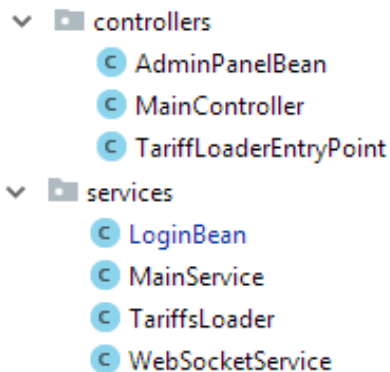 controllers
C AdminPanelBean
C MainController
C TariffLoaderEntryPoint
services
C LoginBean
C MainService
C TariffsLoader
C WebSocketService